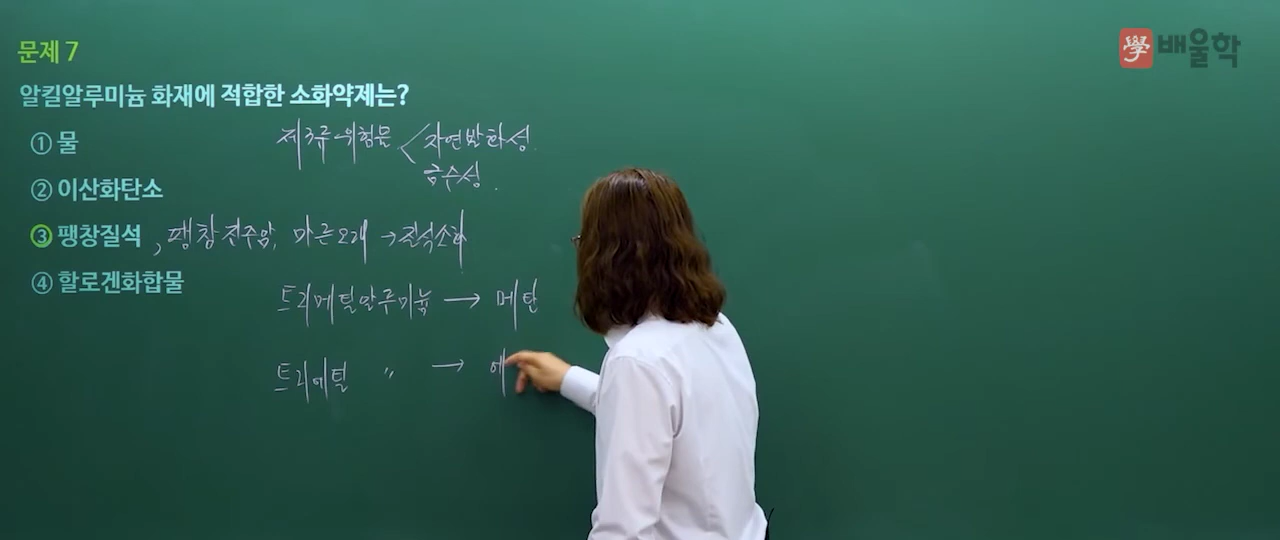 문제 7
學 배울학
알킬알루미늄 화재에 적합한 소화약제는?
① 물
제3류 위험물 < 자연발화성
금수성.
② 이산화탄소
③ 팽창질석, 팽창진주암, 마른모래 → 질식소화
④ 할로겐화합물
트리메틸알루미늄 → 메탄
트리에틸 〃 → 에